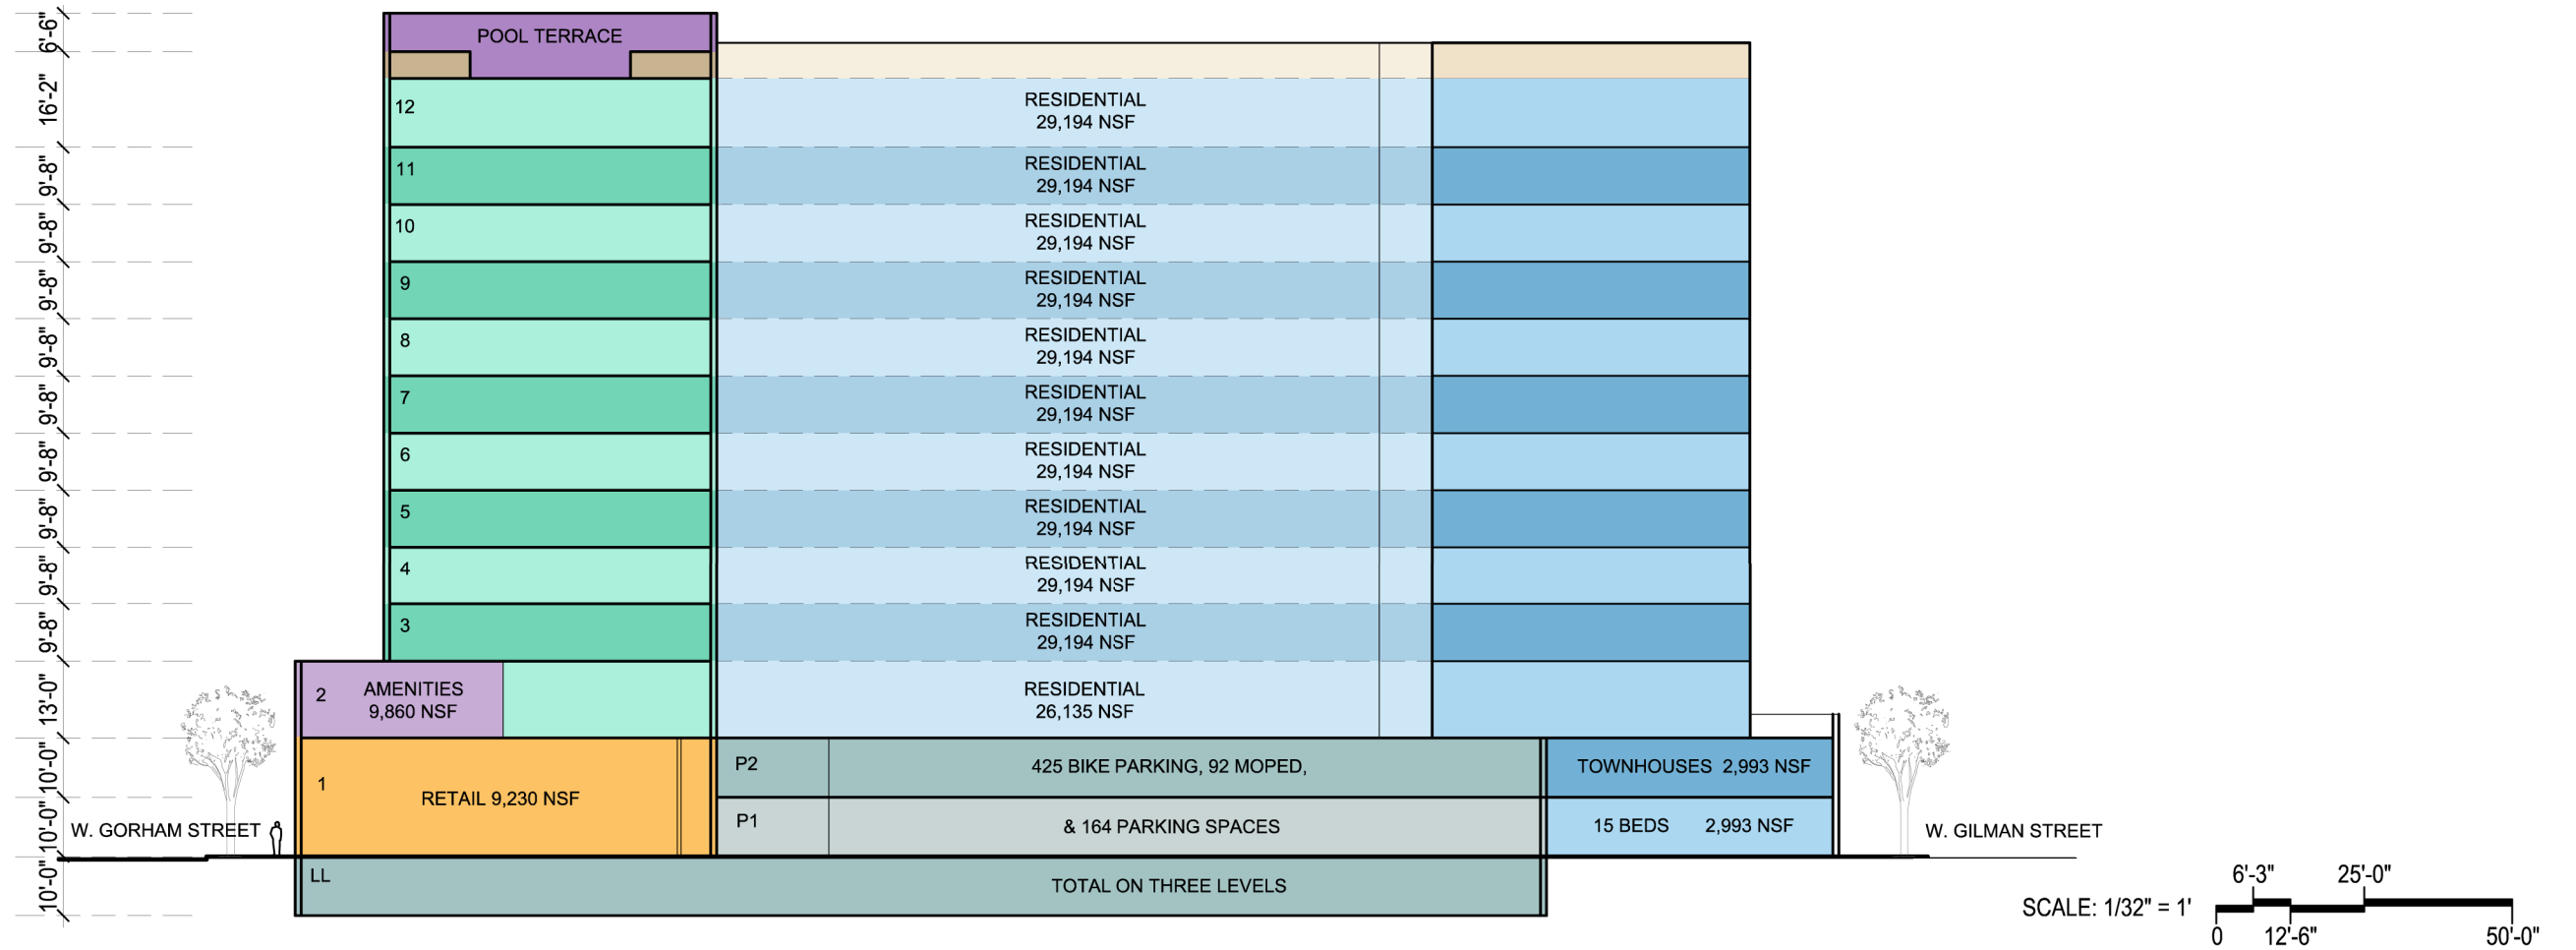 6'-6"
POOL TERRACE
16'-2"
12
RESIDENTIAL
29,194 NSF
9'-8"
11
RESIDENTIAL
29,194 NSF
9'-8"
10
RESIDENTIAL
29,194 NSF
9'-8"
9
RESIDENTIAL
29,194 NSF
9'-8"
8
RESIDENTIAL
29,194 NSF
9'-8"
7
RESIDENTIAL
29,194 NSF
9'-8"
6
RESIDENTIAL
29,194 NSF
9'-8"
5
RESIDENTIAL
29,194 NSF
9'-8"
4
RESIDENTIAL
29,194 NSF
9'-8"
3
RESIDENTIAL
29,194 NSF
13'-0"
2
AMENITIES
9,860 NSF
RESIDENTIAL
26,135 NSF
10'-0"
1
RETAIL 9,230 NSF
P2
425 BIKE PARKING, 92 MOPED,
TOWNHOUSES 2,993 NSF
10'-0"
W. GORHAM STREET
P1
& 164 PARKING SPACES
15 BEDS 2,993 NSF
W. GILMAN STREET
10'-0"
LL
TOTAL ON THREE LEVELS
SCALE: 1/32" = 1'
6'-3"
25'-0"
0
12'-6"
50'-0"